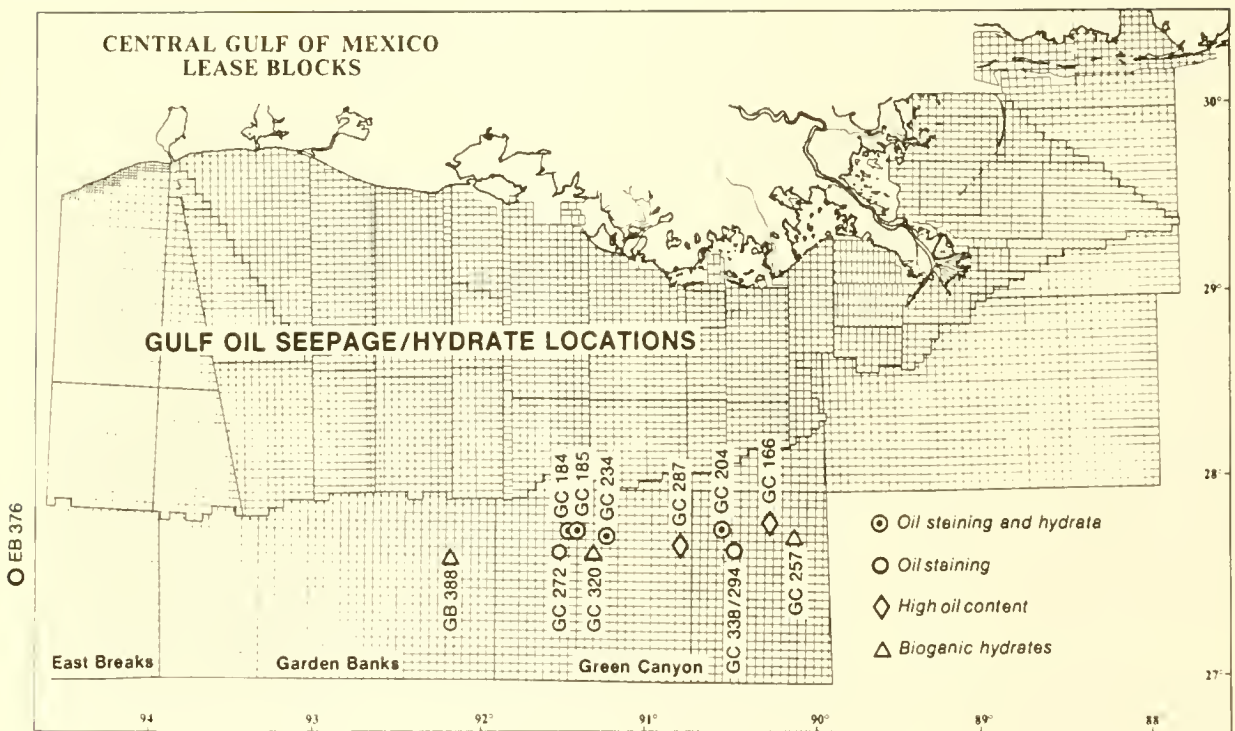 CENTRAL GULF OF MEXICO
LEASE BLOCKS
30°
29°
GULF OIL SEEPAGE/HYDRATE LOCATIONS
28°
GC 184
GC 185
GC 234
GC 287
GC 204
GC 166
EB 376
GB 388
GC 272
GC 320
GC 338/294
GC 257
Oil staining and hydrata
Oil staining
High oil content
Bioganic hydrates
East Breaks
Garden Banks
Green Canyon
27°
94
93
92°
91°
90°
89°
88